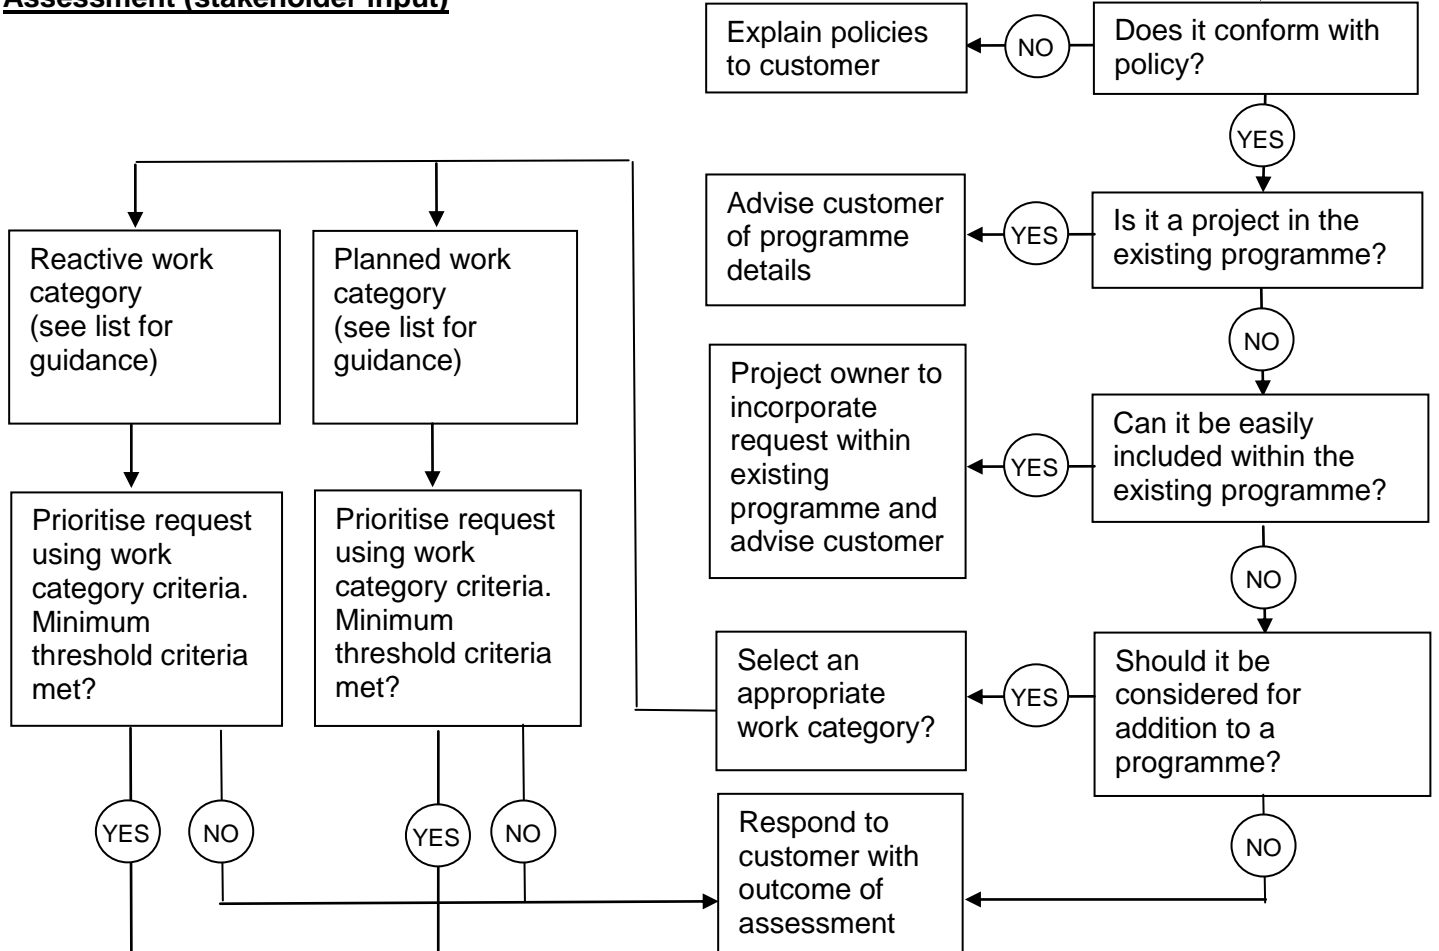 Assessment (stakeholder input)
Explain policies
to customer
NO
Does it conform with
policy?
YES
Advise customer
of programme
details
YES
Is it a project in the
existing programme?
NO
Reactive work
category
(see list for
guidance)
Planned work
category
(see list for
guidance)
Project owner to
incorporate
request within
existing
programme and
advise customer
YES
Can it be easily
included within the
existing programme?
NO
Prioritise request
using work
category criteria.
Minimum
threshold criteria
met?
Prioritise request
using work
category criteria.
Minimum
threshold criteria
met?
Select an
appropriate
work category?
YES
Should it be
considered for
addition to a
programme?
YES
NO
YES
NO
Respond to
customer with
outcome of
assessment
NO